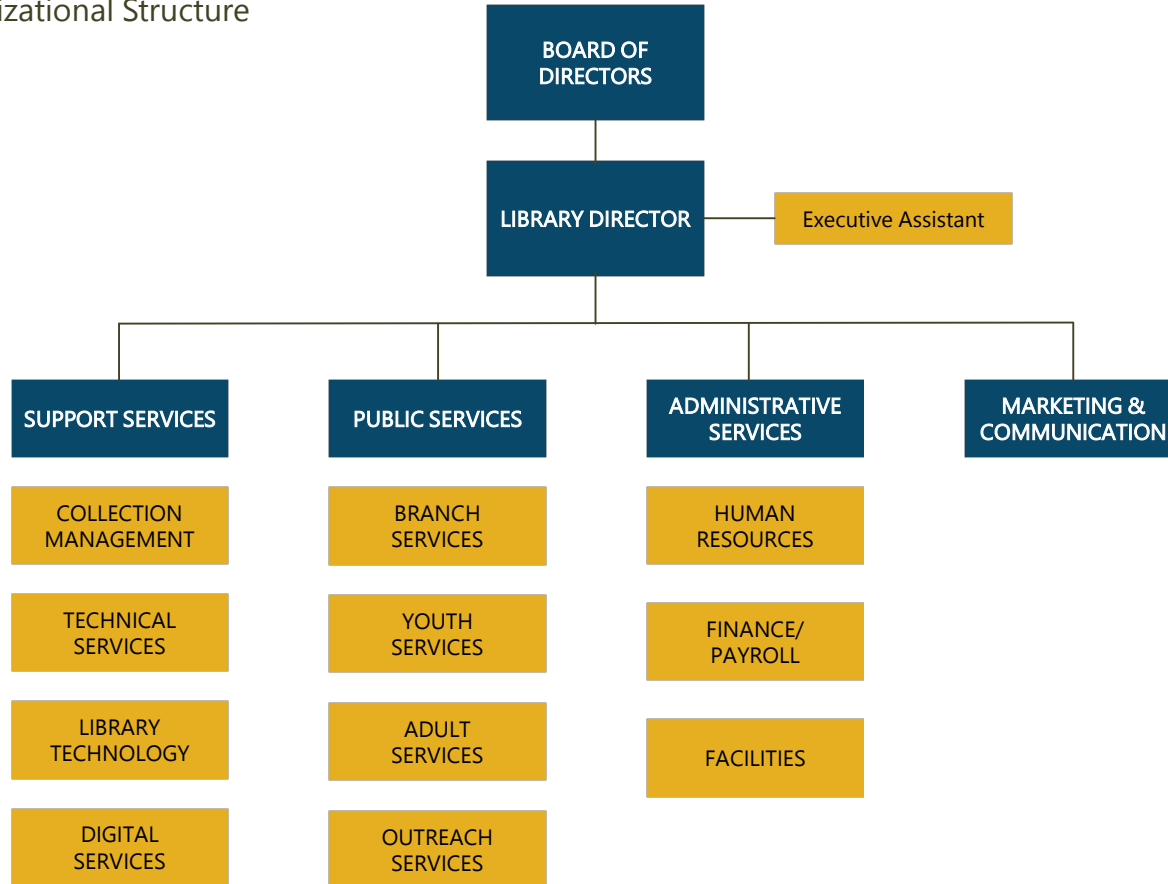 izational Structure
BOARD OF
DIRECTORS
LIBRARY DIRECTOR
Executive Assistant
SUPPORT SERVICES
PUBLIC SERVICES
ADMINISTRATIVE
SERVICES
MARKETING &
COMMUNICATION
COLLECTION
MANAGEMENT
BRANCH
SERVICES
HUMAN
RESOURCES
TECHNICAL
SERVICES
YOUTH
SERVICES
FINANCE/
PAYROLL
LIBRARY
TECHNOLOGY
ADULT
SERVICES
FACILITIES
DIGITAL
SERVICES
OUTREACH
SERVICES